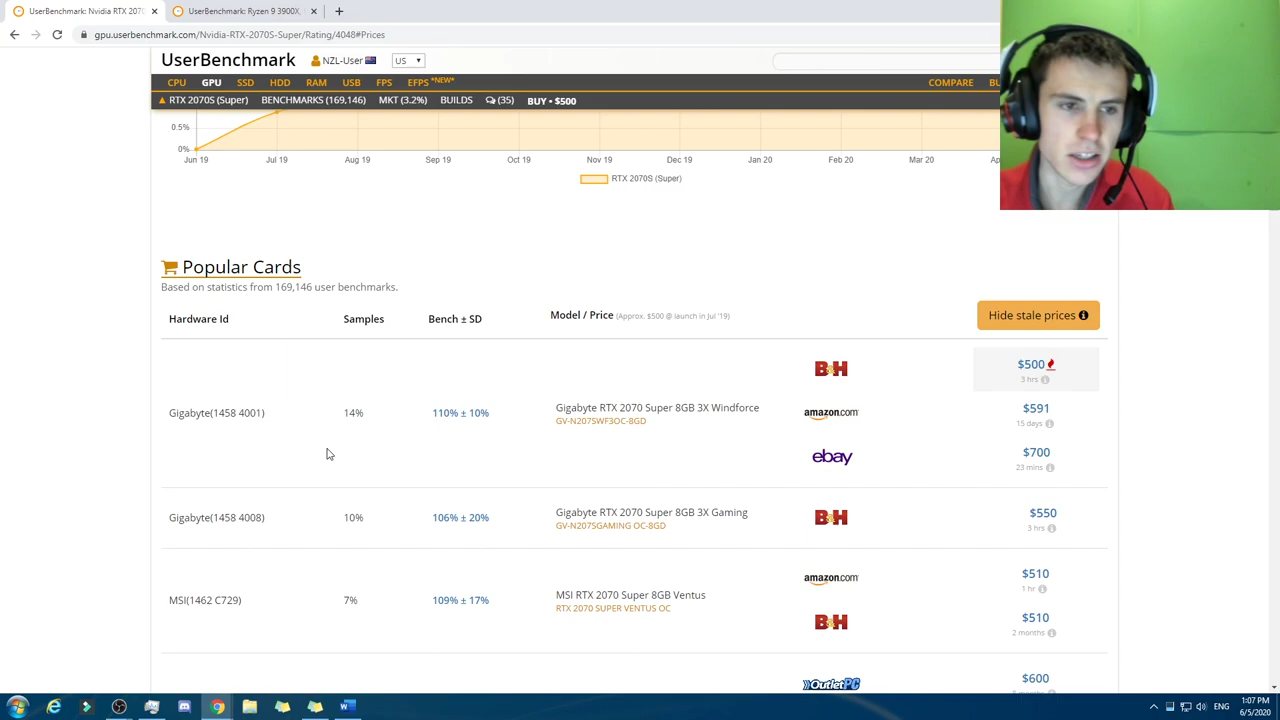 UserBenchmark: Nvidia RTX 2070 ×
UserBenchmark: Ryzen 9 3900X, ×
gpu.userbenchmark.com/Nvidia-RTX-2070S-Super/Rating/4048#Prices
UserBenchmark NZL-User US
CPU GPU SSD HDD RAM USB FPS EFPS *NEW* COMPARE BU
RTX 2070S (Super) BENCHMARKS (169,146) MKT (3.2%) BUILDS (35) BUY • $500
0.5%
0%
Jun 19 Jul 19 Aug 19 Sep 19 Oct 19 Nov 19 Dec 19 Jan 20 Feb 20 Mar 20
RTX 2070S (Super)
Popular Cards
Based on statistics from 169,146 user benchmarks.
Hardware Id Samples Bench ± SD Model / Price (Approx. $500 @ launch in Jul '19) Hide stale prices
B&H $500
3 hrs
Gigabyte(1458 4001) 14% 110% ± 10% Gigabyte RTX 2070 Super 8GB 3X Windforce amazon.com $591
GV-N207SWF3OC-8GD 15 days
ebay $700
23 mins
Gigabyte(1458 4008) 10% 106% ± 20% Gigabyte RTX 2070 Super 8GB 3X Gaming B&H $550
GV-N207SGAMING OC-8GD 3 hrs
amazon.com $510
1 hr
MSI(1462 C729) 7% 109% ± 17% MSI RTX 2070 Super 8GB Ventus
RTX 2070 SUPER VENTUS OC B&H $510
2 months
OutletPC $600
ENG 1:07 PM
6/5/2020